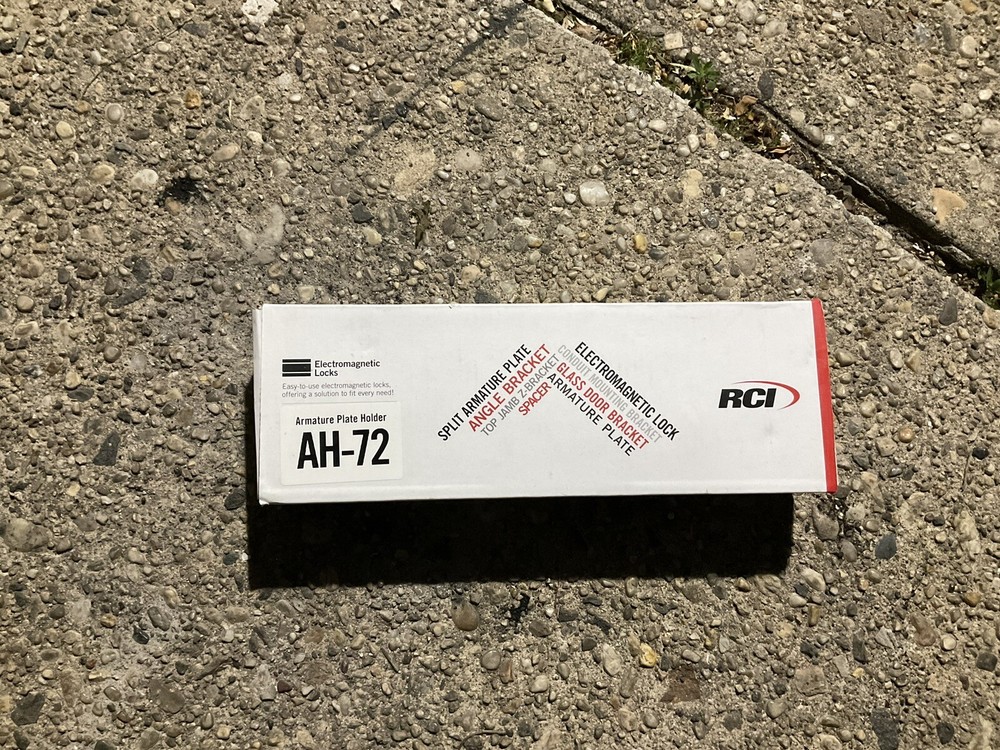 Electromagnetic
Locks
Easy-to-use electromagnetic locks,
offering a solution to fit every need!
Armature Plate Holder
AH-72
SPLIT ARMATURE PLATE
ANGLE BRACKET
TOP JAMB Z-BRACKET
SPACER
ELECTROMAGNETIC LOCK
CONDUIT MOUNTING BRACKET
GLASS DOOR BRACKET
ARMATURE PLATE
RCI